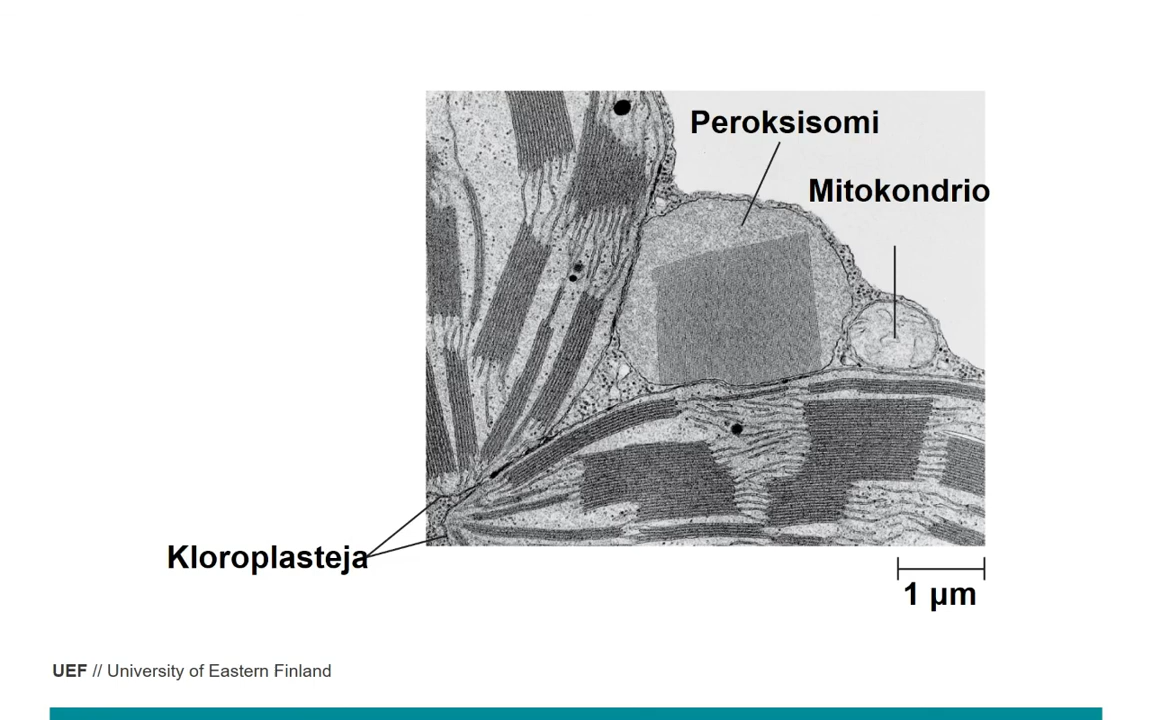 Peroksisomi
Mitokondrio
Kloroplasteja
1 µm
UEF // University of Eastern Finland